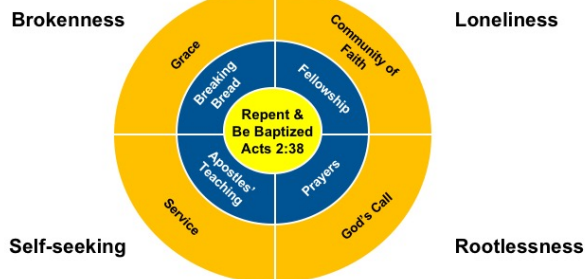 Brokenness
Loneliness
Grace
Community of
Faith
Breaking
Bread
Fellowship
Repent &
Be Baptized
Acts 2:38
Apostles'
Teaching
Prayers
Service
God's Call
Self-seeking
Rootlessness